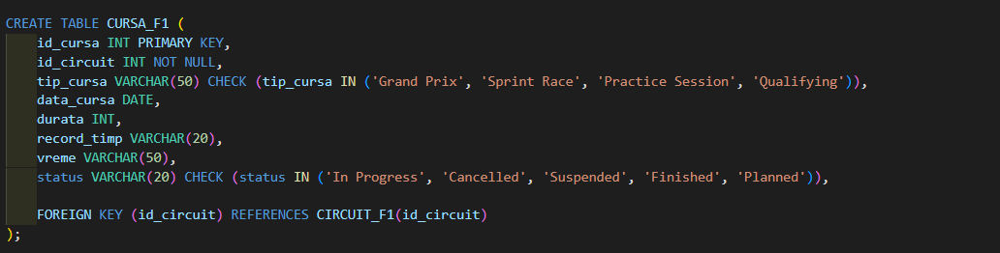 CREATE TABLE CURSA_F1 (
id_cursa INT PRIMARY KEY,
id_circuit INT NOT NULL,
tip_cursa VARCHAR(50) CHECK (tip_cursa IN ('Grand Prix', 'Sprint Race', 'Practice Session', 'Qualifying')),
data_cursa DATE,
durata INT,
record_timp VARCHAR(20),
vreme VARCHAR(50),
status VARCHAR(20) CHECK (status IN ('In Progress', 'Cancelled', 'Suspended', 'Finished', 'Planned')),
FOREIGN KEY (id_circuit) REFERENCES CIRCUIT_F1(id_circuit)
);